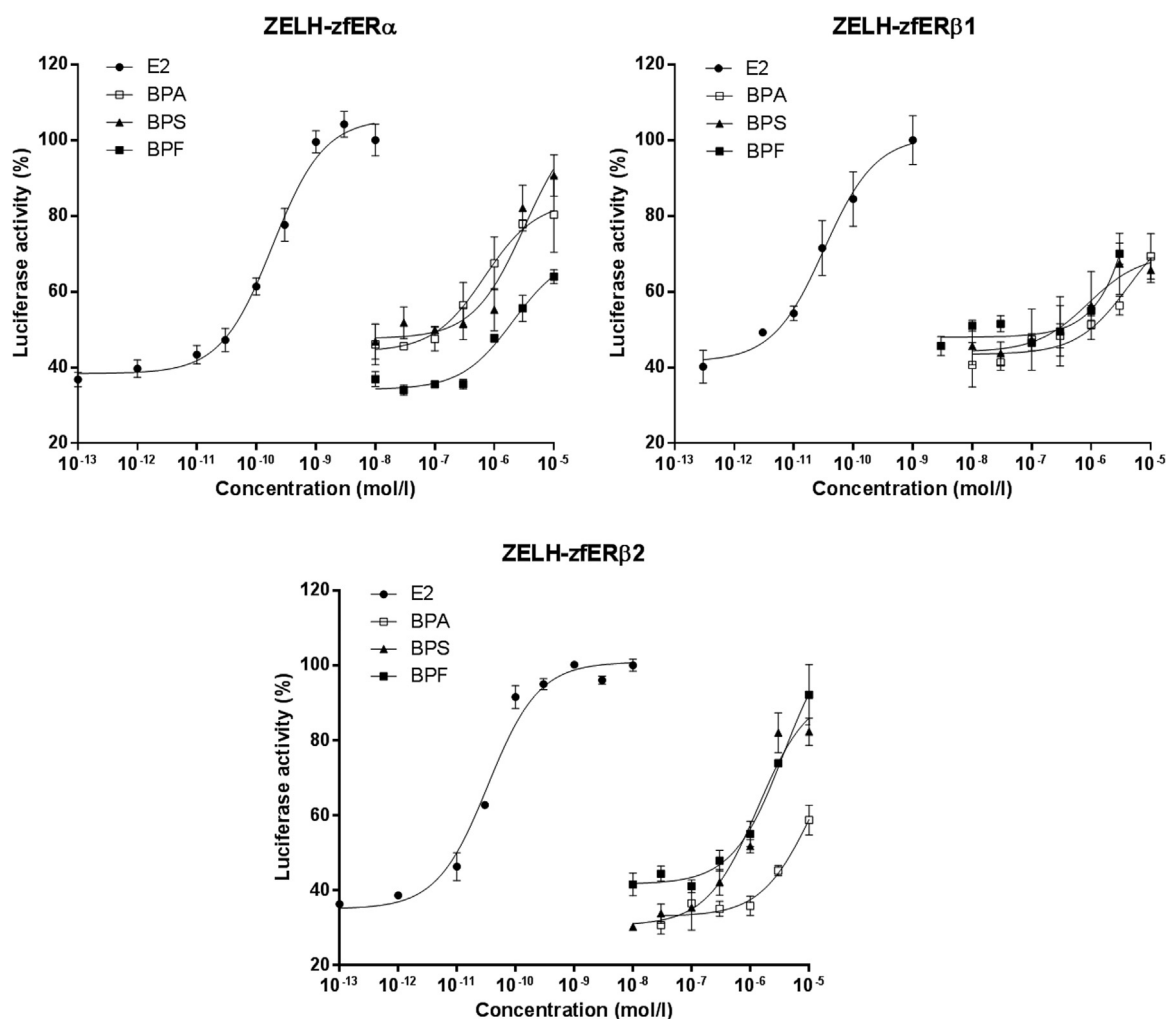 ZELH-zfERα
E2
BPA
BPS
BPF
Luciferase activity (%)
120
100
80
60
40
20
10-13 10-12 10-11 10-10 10-9 10-8 10-7 10-6 10-5
Concentration (mol/l)
ZELH-zfERβ1
E2
BPA
BPS
BPF
Luciferase activity (%)
120
100
80
60
40
20
10-13 10-12 10-11 10-10 10-9 10-8 10-7 10-6 10-5
Concentration (mol/l)
ZELH-zfERβ2
E2
BPA
BPS
BPF
Luciferase activity (%)
120
100
80
60
40
20
10-13 10-12 10-11 10-10 10-9 10-8 10-7 10-6 10-5
Concentration (mol/l)